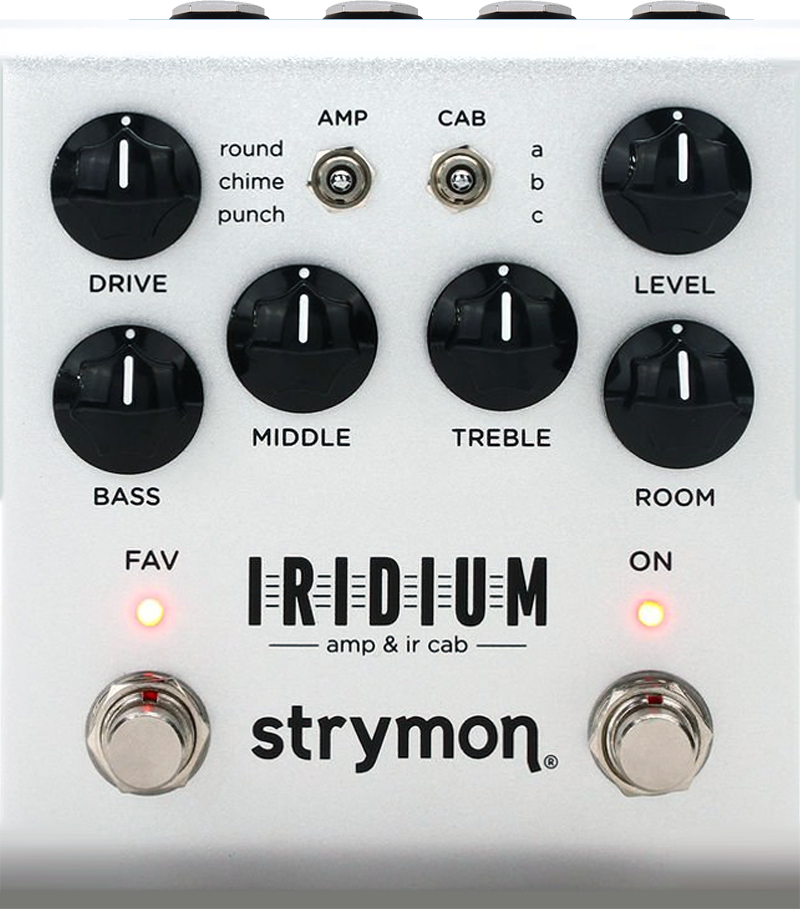 AMP
CAB
round
a
chime
b
punch
c
DRIVE
LEVEL
MIDDLE
TREBLE
BASS
ROOM
FAV
ON
IRIDIUM
amp & ir cab
strymon®